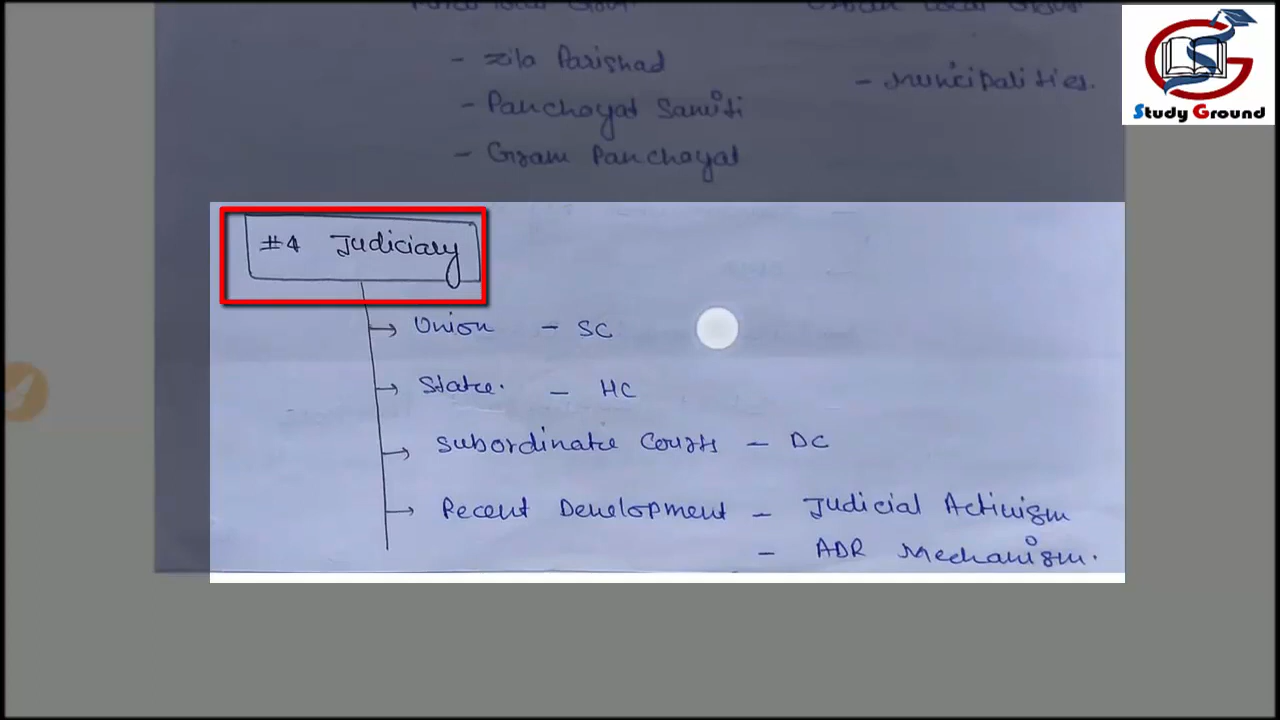 - Zila Parishad
- Municipalities.
- Panchayat Samiti
- Gram Panchayat
Study Ground
#4 Judiciary
→ Union - SC
→ State. - HC
→ Subordinate Courts - DC
→ Recent Development - Judicial Activism
- ADR Mechanism.